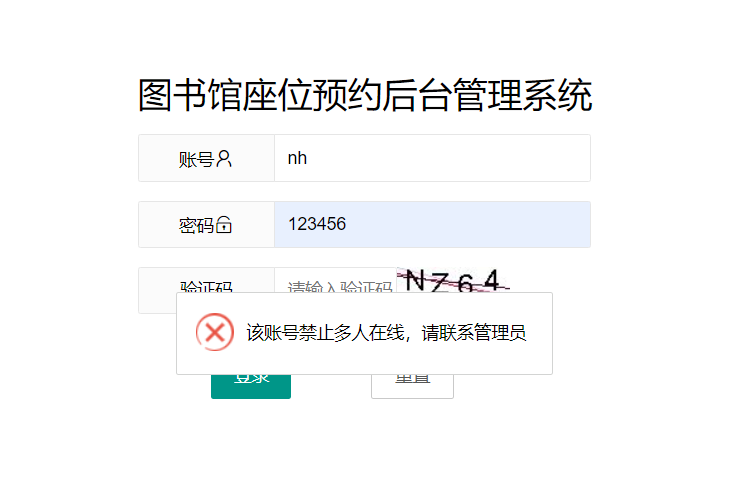 图书馆座位预约后台管理系统
账号 nh
密码 123456
验证码 请输入验证码 NZ64
该账号禁止多人在线，请联系管理员
登录 重置